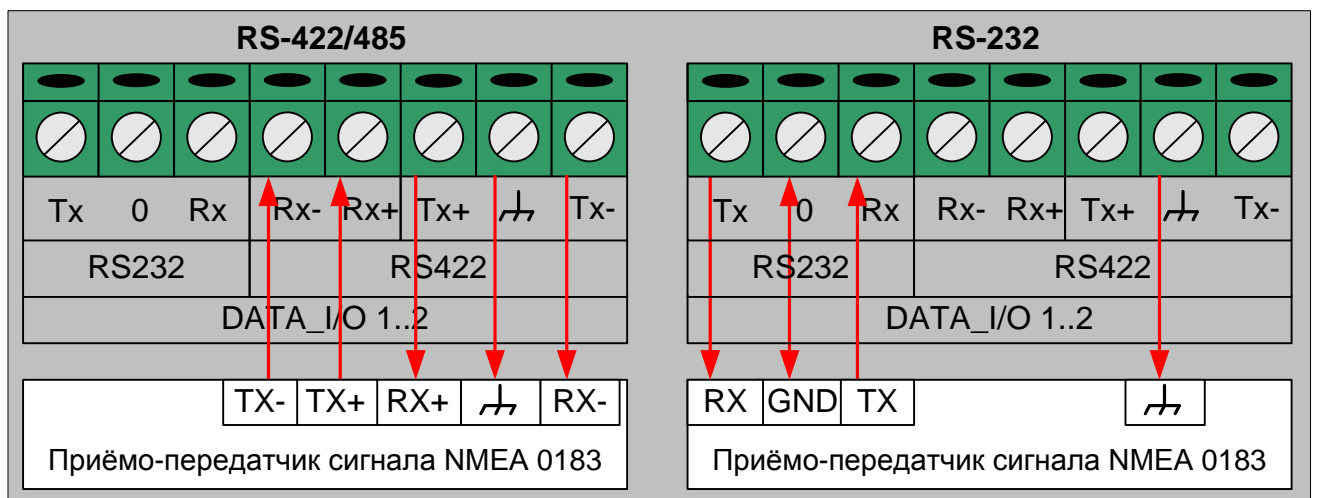 RS-422/485
Tx 0 Rx Rx- Rx+ Tx+ Tx-
RS232 RS422
DATA_I/O 1..2
TX- TX+ RX+ RX-
Приёмо-передатчик сигнала NMEA 0183
RS-232
Tx 0 Rx Rx- Rx+ Tx+ Tx-
RS232 RS422
DATA_I/O 1..2
RX GND TX
Приёмо-передатчик сигнала NMEA 0183